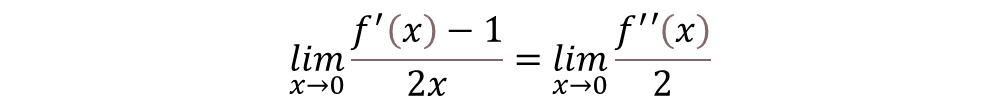 lim x→0 f′(x) − 1 / 2x = lim x→0 f′′(x) / 2